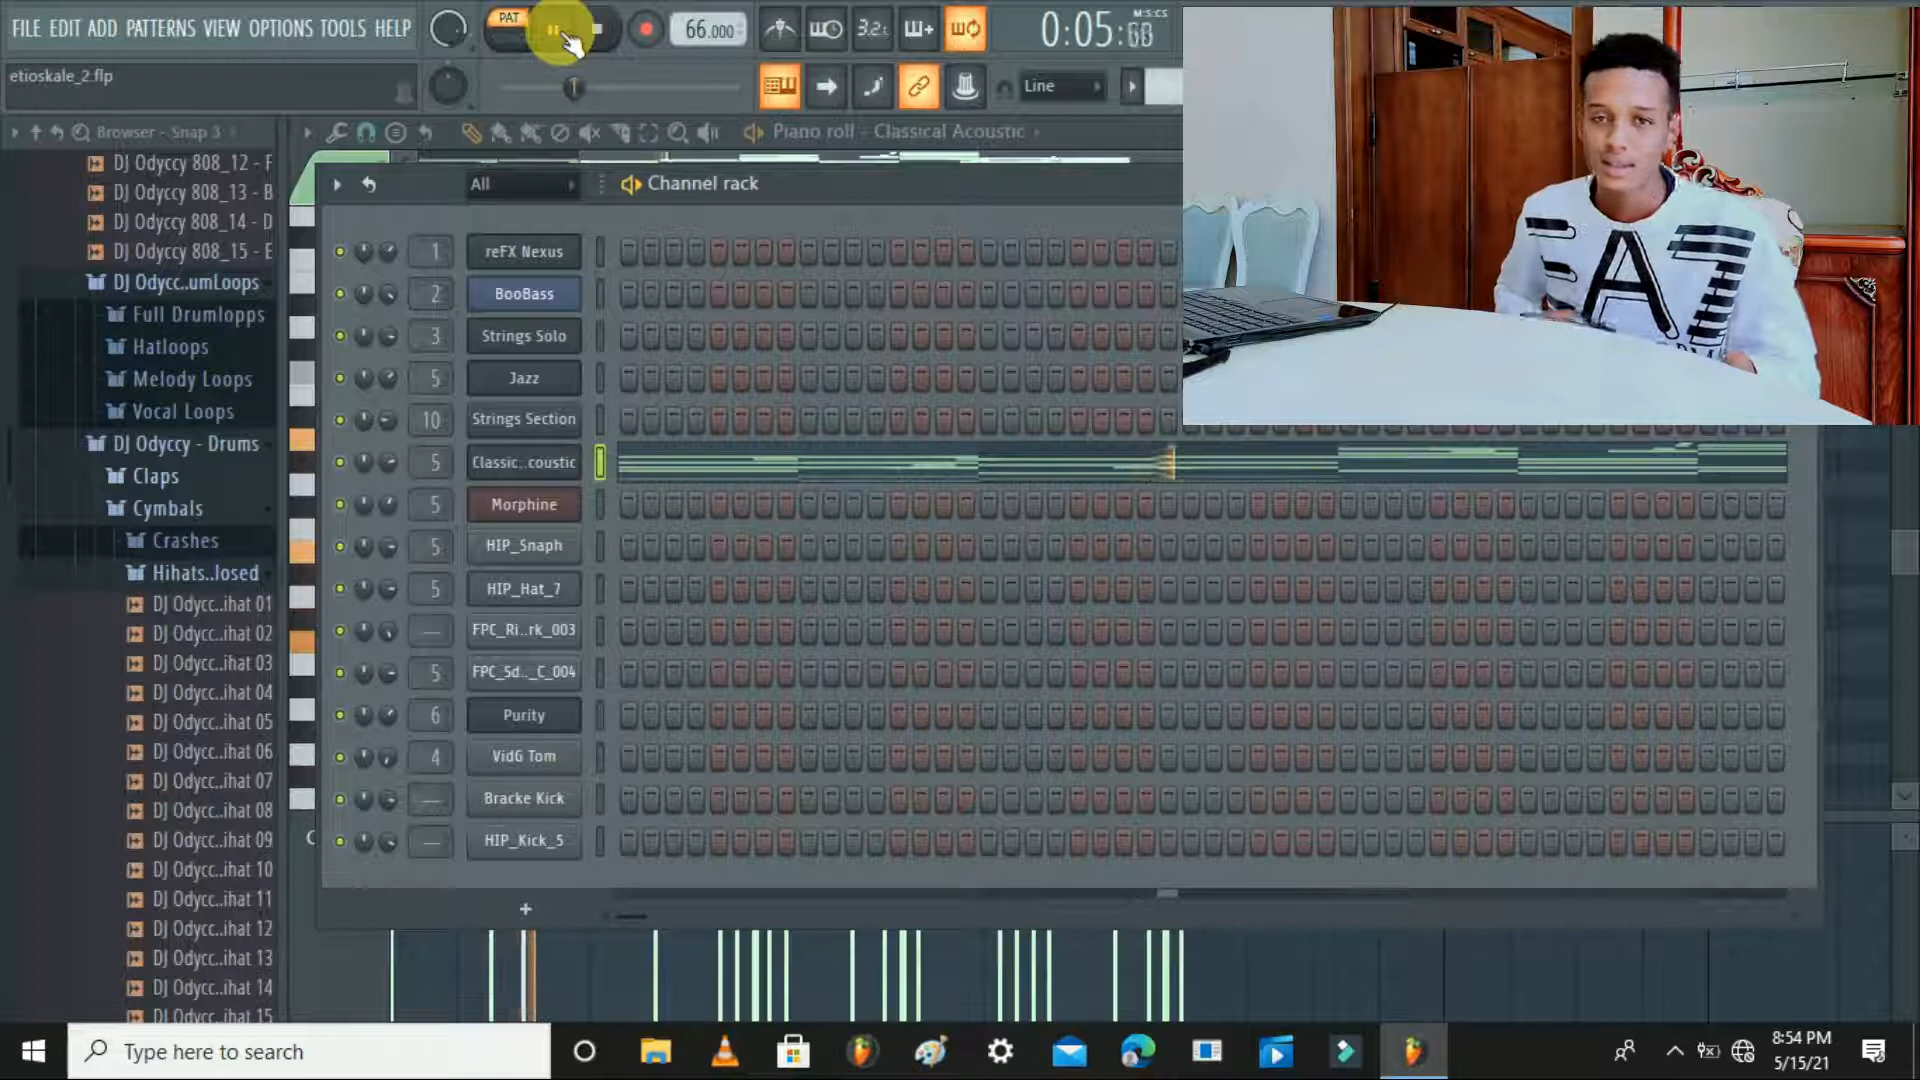 FILE EDIT ADD PATTERNS VIEW OPTIONS TOOLS HELP
PAT
66.000
3.2
0:05:68
M:S:CS
etioskale_2.flp
Line
Browser - Snap 3
Piano roll - Classical Acoustic
DJ Odyccy 808_12 - F
DJ Odyccy 808_13 - B
DJ Odyccy 808_14 - D
DJ Odyccy 808_15 - E
DJ Odycc..umLoops
Full Drumlopps
Hatloops
Melody Loops
Vocal Loops
DJ Odyccy - Drums
Claps
Cymbals
Crashes
Hihats..losed
DJ Odycc..ihat 01
DJ Odycc..ihat 02
DJ Odycc..ihat 03
DJ Odycc..ihat 04
DJ Odycc..ihat 05
DJ Odycc..ihat 06
DJ Odycc..ihat 07
DJ Odycc..ihat 08
DJ Odycc..ihat 09
DJ Odycc..ihat 10
DJ Odycc..ihat 11
DJ Odycc..ihat 12
DJ Odycc..ihat 13
DJ Odycc..ihat 14
DJ Odycc..ihat 15
All
Channel rack
1 reFX Nexus
2 BooBass
3 Strings Solo
5 Jazz
10 Strings Section
5 Classic..coustic
5 Morphine
5 HIP_Snaph
5 HIP_Hat_7
FPC_Ri..rk_003
5 FPC_Sd.._C_004
6 Purity
4 VidG Tom
Bracke Kick
HIP_Kick_5
EA7
Type here to search
8:54 PM
5/15/21